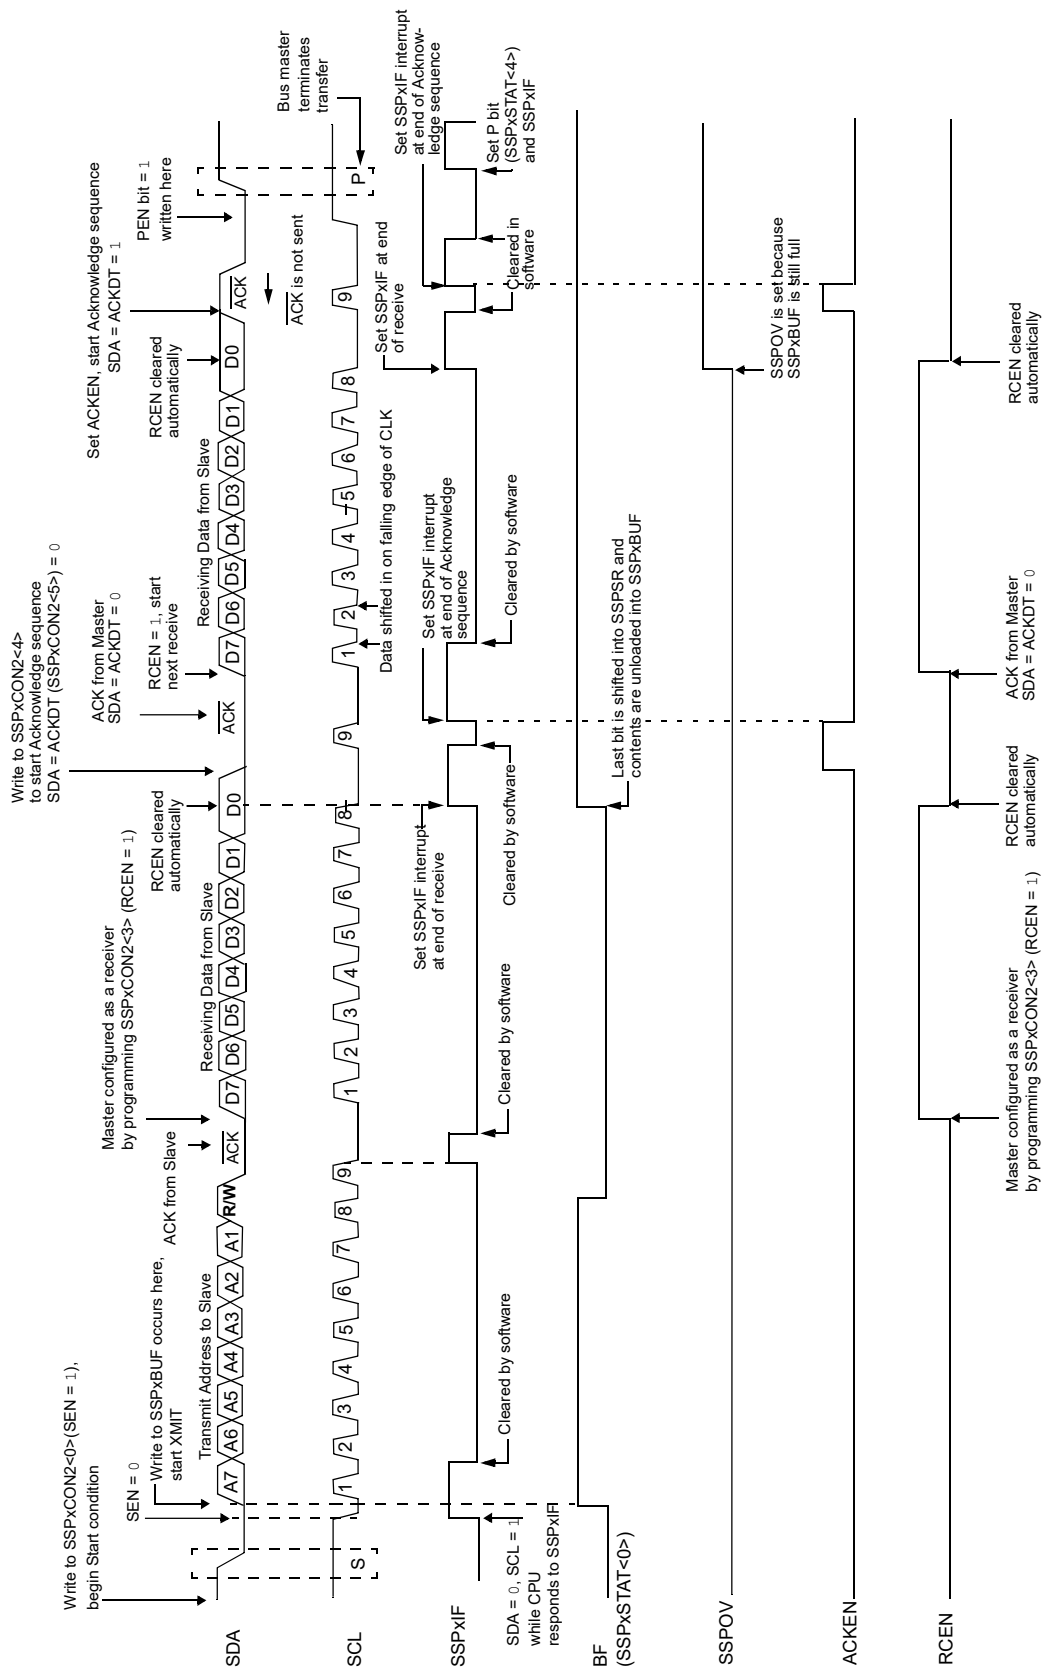 Write to SSPxCON2<4>
to start Acknowledge sequence
SDA = ACKDT (SSPxCON2<5>) = 0
Set ACKEN, start Acknowledge sequence
SDA = ACKDT = 1
Write to SSPxCON2<0>(SEN = 1),
begin Start condition
Master configured as a receiver
by programming SSPxCON2<3> (RCEN = 1)
ACK from Master
SDA = ACKDT = 0
PEN bit = 1
written here
SEN = 0
Write to SSPxBUF occurs here,
start XMIT
ACK from Slave
RCEN cleared
automatically
RCEN = 1, start
next receive
RCEN cleared
automatically
Transmit Address to Slave
Receiving Data from Slave
Receiving Data from Slave
SDA
A7 A6 A5 A4 A3 A2 A1 R/W ACK D7 D6 D5 D4 D3 D2 D1 D0 ACK D7 D6 D5 D4 D3 D2 D1 D0 ACK
ACK is not sent
Bus master
terminates
transfer
SCL
S 1 2 3 4 5 6 7 8 9 1 2 3 4 5 6 7 8 9 1 2 3 4 5 6 7 8 9 P
Data shifted in on falling edge of CLK
Set SSPxIF at end
of receive
Set SSPxIF interrupt
at end of Acknow-
ledge sequence
Set SSPxIF interrupt
at end of receive
Set SSPxIF interrupt
at end of Acknowledge
sequence
SSPxIF
Set P bit
(SSPxSTAT<4>)
and SSPxIF
SDA = 0, SCL = 1
while CPU
responds to SSPxIF
Cleared by software
Cleared by software
Cleared by software
Cleared by software
Cleared in
software
BF
(SSPxSTAT<0>)
Last bit is shifted into SSPSR and
contents are unloaded into SSPxBUF
SSPOV
SSPOV is set because
SSPxBUF is still full
ACKEN
RCEN
Master configured as a receiver
by programming SSPxCON2<3> (RCEN = 1)
RCEN cleared
automatically
ACK from Master
SDA = ACKDT = 0
RCEN cleared
automatically